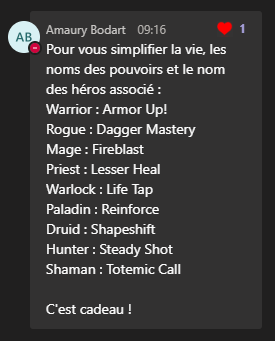 Amaury Bodart 09:16 1
AB
Pour vous simplifier la vie, les
noms des pouvoirs et le nom
des héros associé :
Warrior : Armor Up!
Rogue : Dagger Mastery
Mage : Fireblast
Priest : Lesser Heal
Warlock : Life Tap
Paladin : Reinforce
Druid : Shapeshift
Hunter : Steady Shot
Shaman : Totemic Call
C'est cadeau !